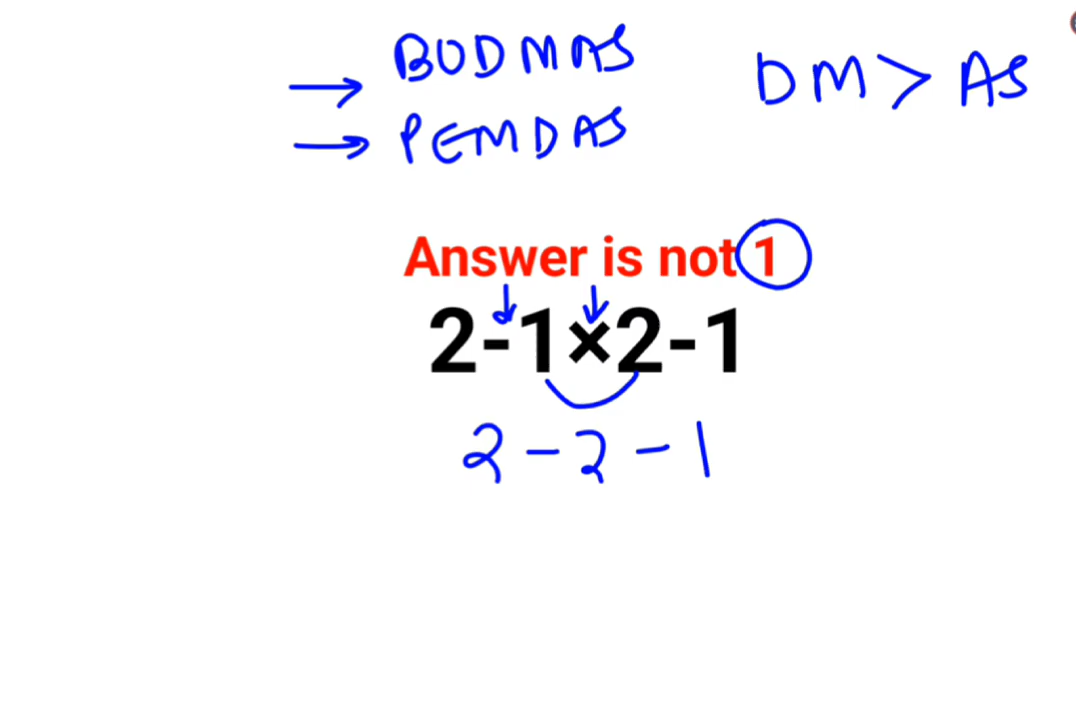 → BODMAS DM > AS
→ PEMDAS
Answer is not 1
2-1×2-1
2-2-1